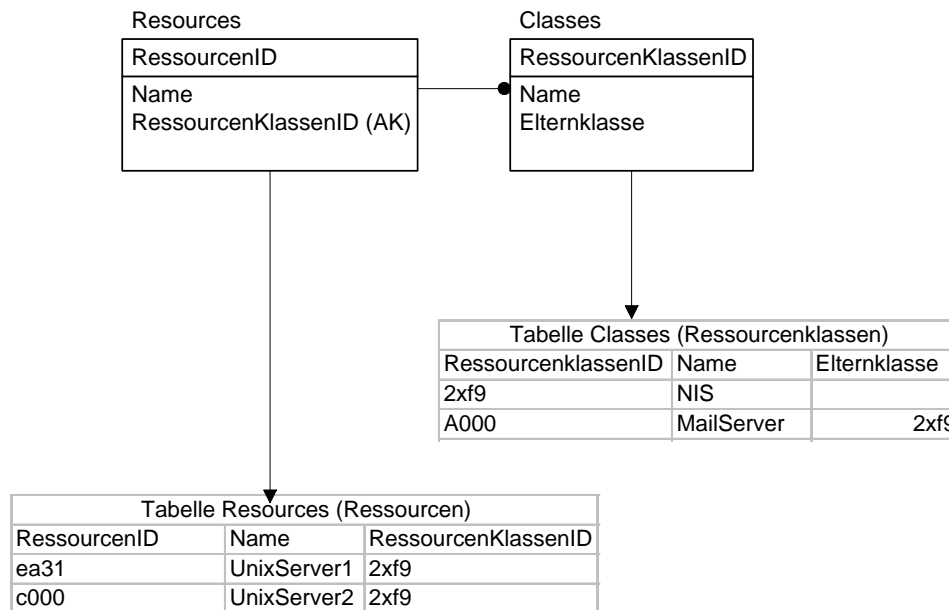 Resources
Classes
RessourcenID
RessourcenKlassenID
Name
RessourcenKlassenID (AK)
Name
Elternklasse
Tabelle Classes (Ressourcenklassen)
RessourcenklassenID Name Elternklasse
2xf9 NIS
A000 MailServer 2xf9
Tabelle Resources (Ressourcen)
RessourcenID Name RessourcenKlassenID
ea31 UnixServer1 2xf9
c000 UnixServer2 2xf9